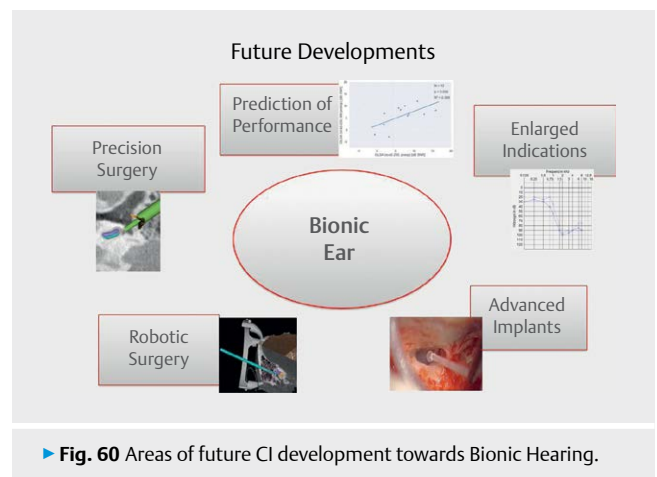 Future Developments
Prediction of
Performance
Precision
Surgery
Enlarged
Indications
Bionic
Ear
Robotic
Surgery
Advanced
Implants
▶ Fig. 60 Areas of future CI development towards Bionic Hearing.